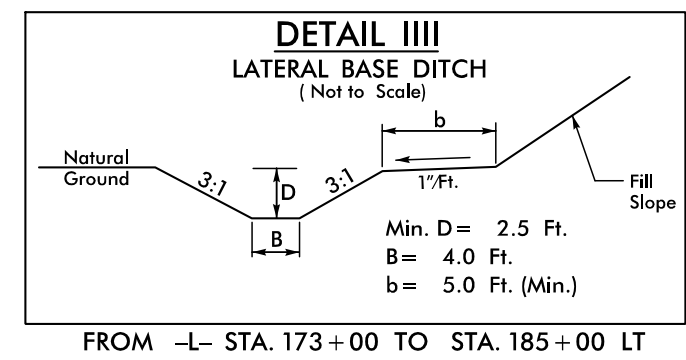 DETAIL IIII
LATERAL BASE DITCH
( Not to Scale)
b
Natural
Ground
3:1
D
3:1
1"/Ft.
Fill
Slope
B
Min. D= 2.5 Ft.
B= 4.0 Ft.
b= 5.0 Ft. (Min.)
FROM -L- STA. 173+00 TO STA. 185+00 LT